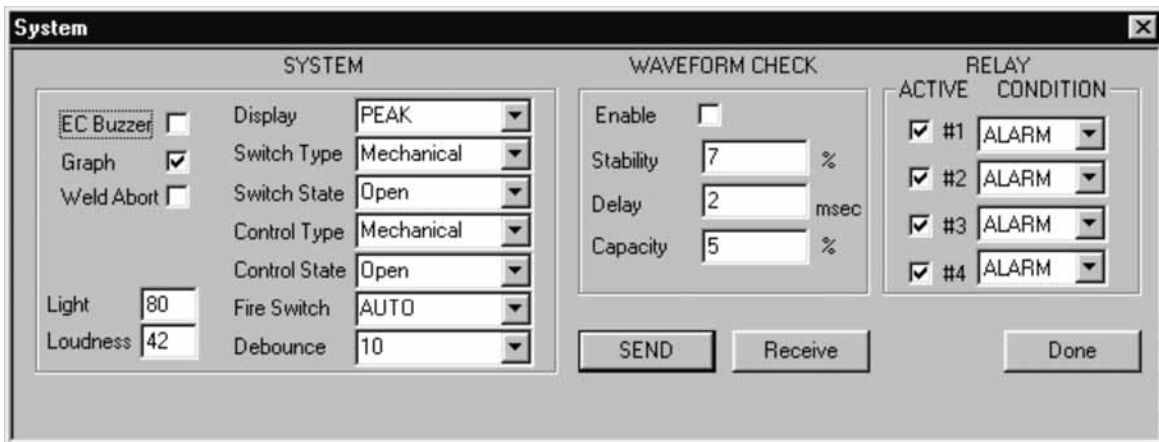 System
SYSTEM
EC Buzzer
Graph
Weld Abort
Light 80
Loudness 42
Display PEAK
Switch Type Mechanical
Switch State Open
Control Type Mechanical
Control State Open
Fire Switch AUTO
Debounce 10
WAVEFORM CHECK
Enable
Stability 7 %
Delay 2 msec
Capacity 5 %
RELAY
ACTIVE CONDITION
#1 ALARM
#2 ALARM
#3 ALARM
#4 ALARM
SEND Receive Done